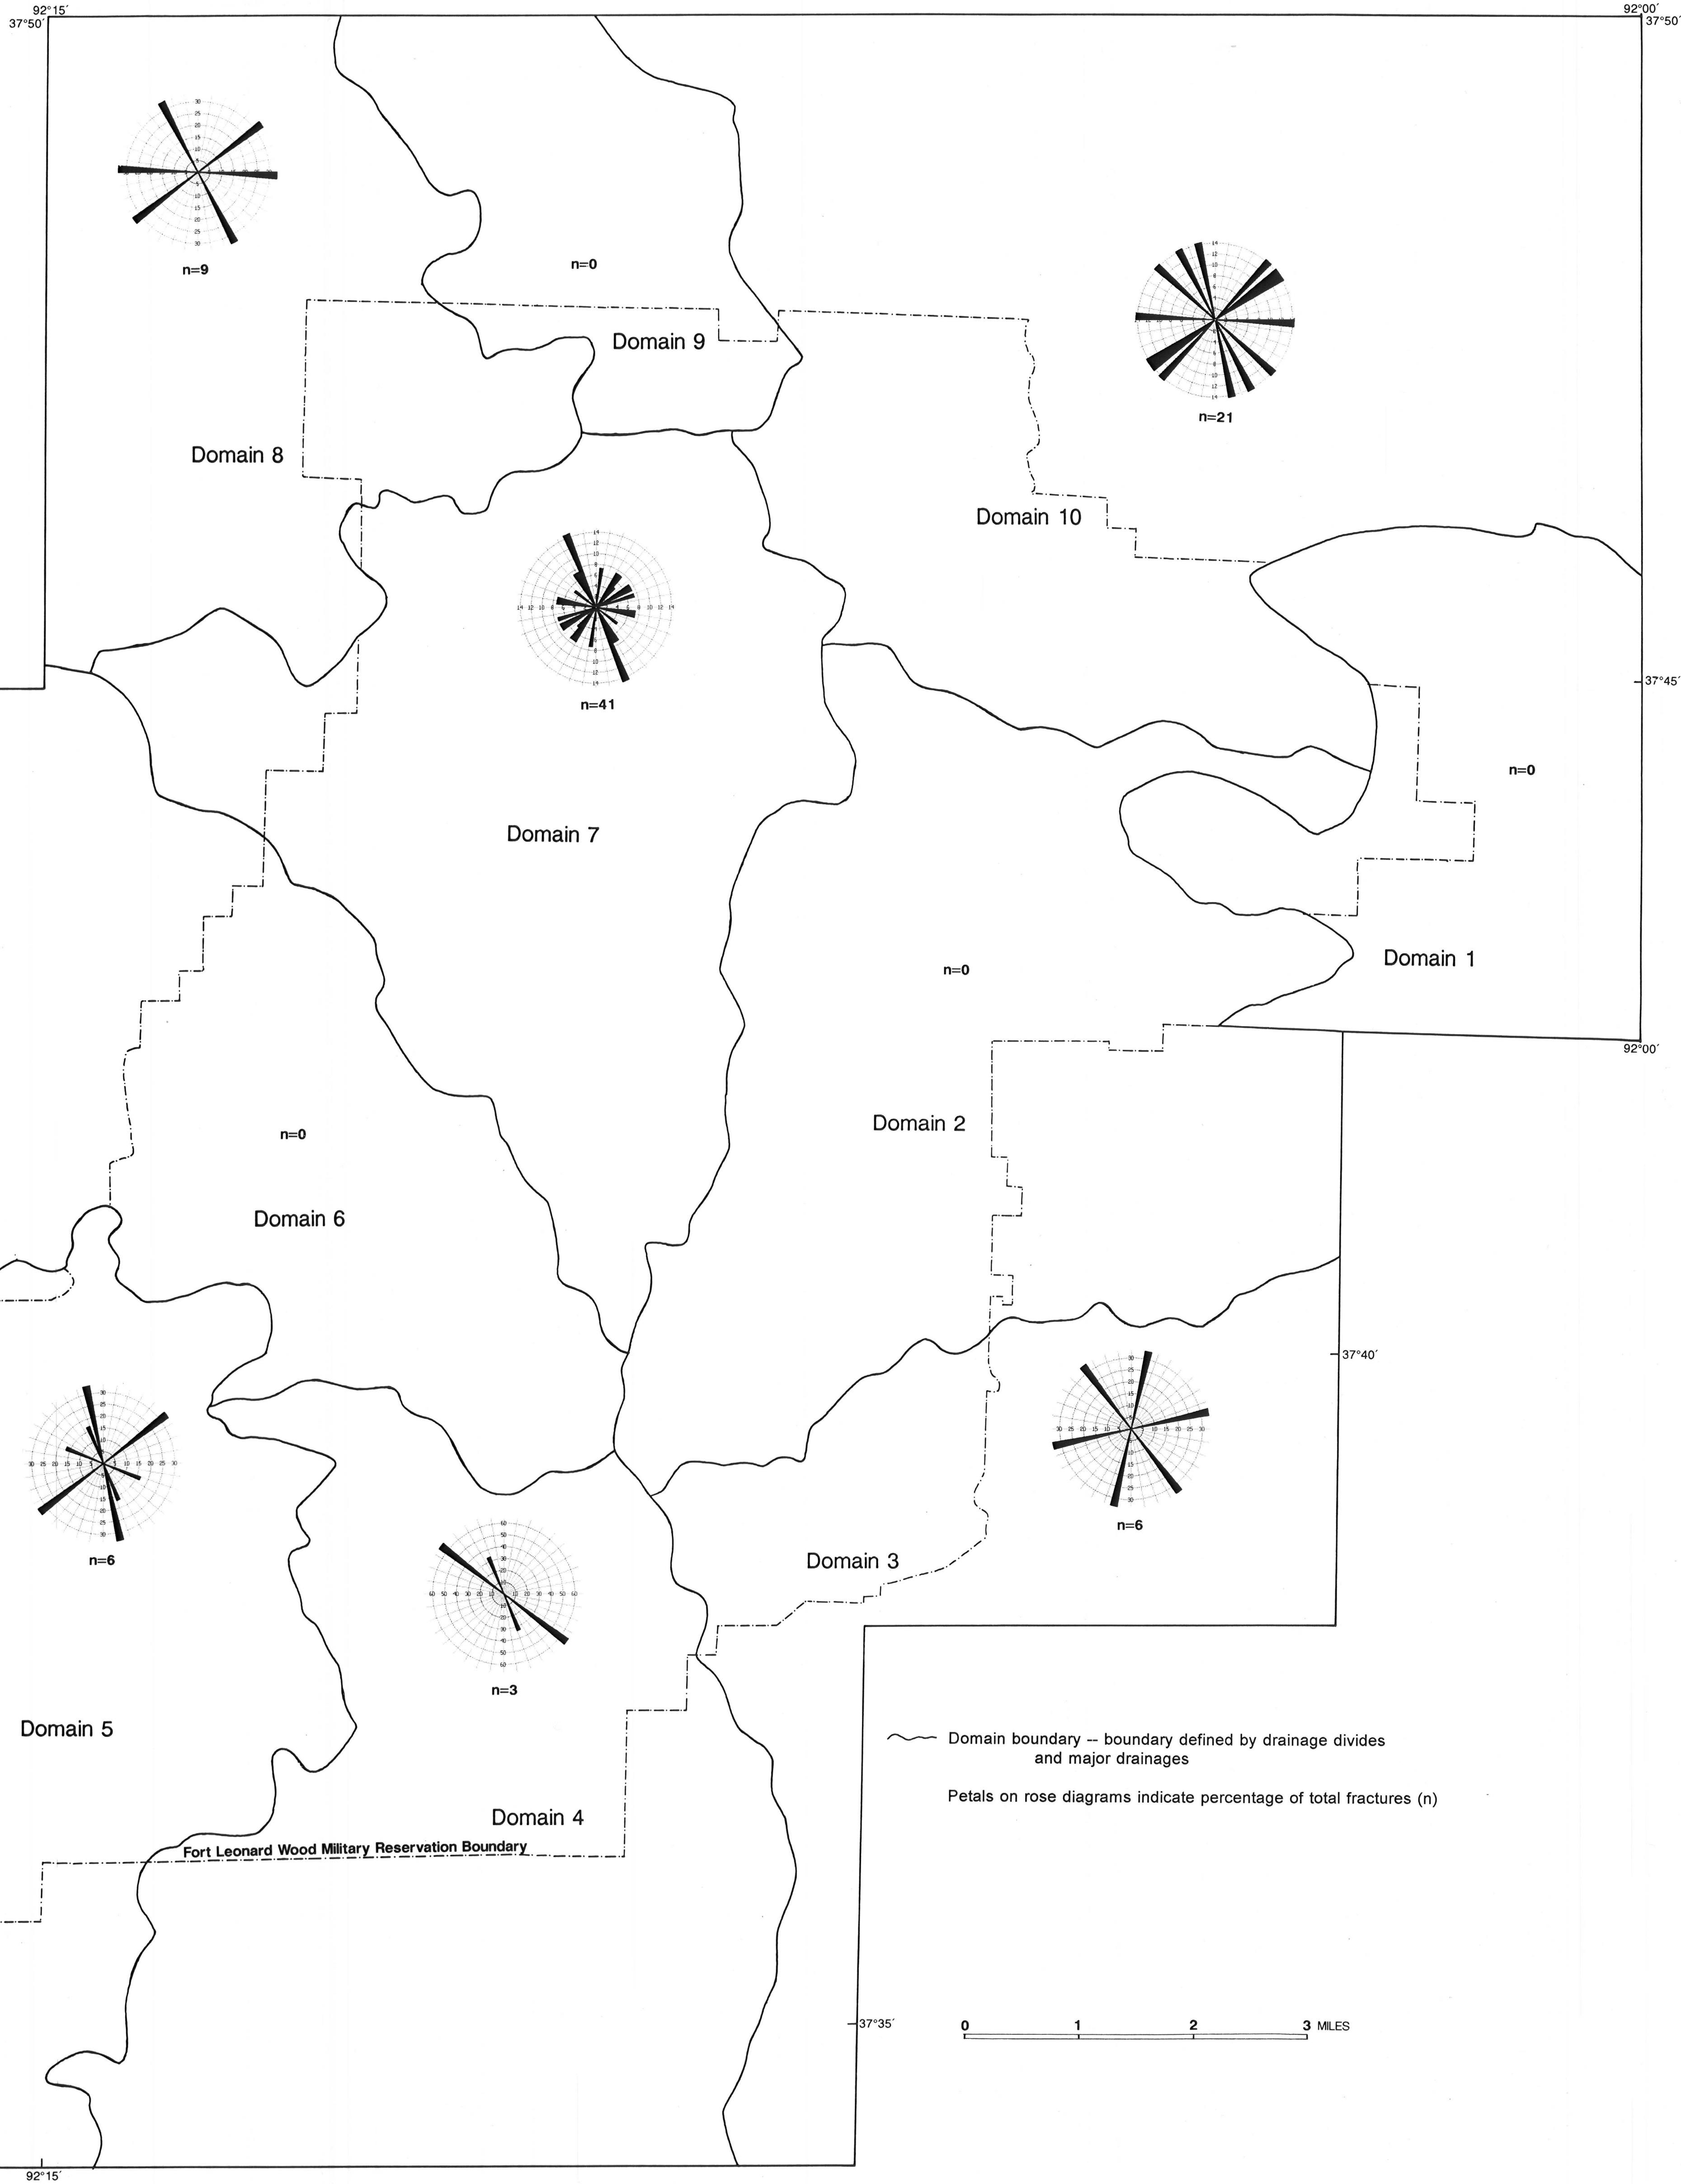 92°15′
92°00′
37°50′
37°50′
n=9
n=0
Domain 9
n=21
Domain 8
Domain 10
n=41
37°45′
n=0
Domain 7
Domain 1
n=0
92°00′
Domain 2
n=0
Domain 6
37°40′
n=6
n=6
Domain 3
n=3
Domain 5
Domain boundary -- boundary defined by drainage divides
and major drainages
Petals on rose diagrams indicate percentage of total fractures (n)
Domain 4
Fort Leonard Wood Military Reservation Boundary
37°35′
0 1 2 3 MILES
92°15′